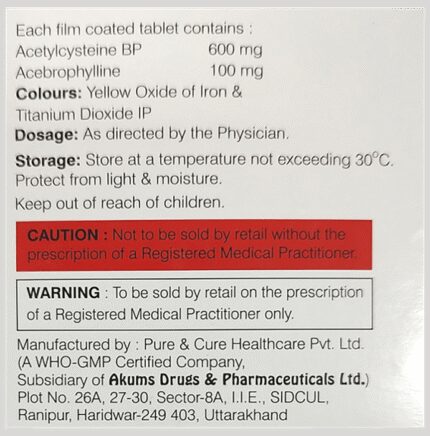 Each film coated tablet contains :
Acetylcysteine BP 600 mg
Acebrophylline 100 mg
Colours: Yellow Oxide of Iron &
Titanium Dioxide IP
Dosage: As directed by the Physician.
Storage: Store at a temperature not exceeding 30°C.
Protect from light & moisture.
Keep out of reach of children.
CAUTION : Not to be sold by retail without the
prescription of a Registered Medical Practitioner.
WARNING : To be sold by retail on the prescription
of a Registered Medical Practitioner only.
Manufactured by : Pure & Cure Healthcare Pvt. Ltd.
(A WHO-GMP Certified Company,
Subsidiary of Akums Drugs & Pharmaceuticals Ltd.)
Plot No. 26A, 27-30, Sector-8A, I.I.E., SIDCUL,
Ranipur, Haridwar-249 403, Uttarakhand